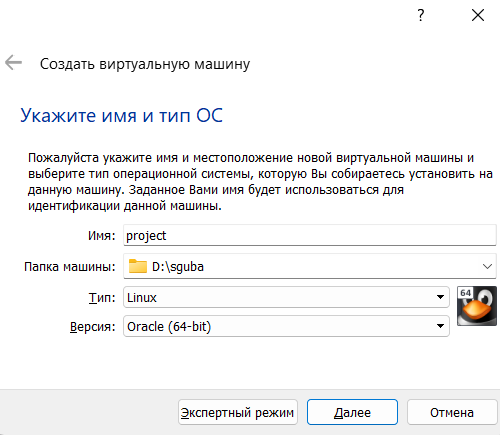 ?
Создать виртуальную машину
Укажите имя и тип ОС
Пожалуйста укажите имя и местоположение новой виртуальной машины и
выберите тип операционной системы, которую Вы собираетесь установить на
данную машину. Заданное Вами имя будет использоваться для
идентификации данной машины.
Имя: project
Папка машины: D:\sguba
Тип: Linux 64
Версия: Oracle (64-bit)
Экспертный режим Далее Отмена